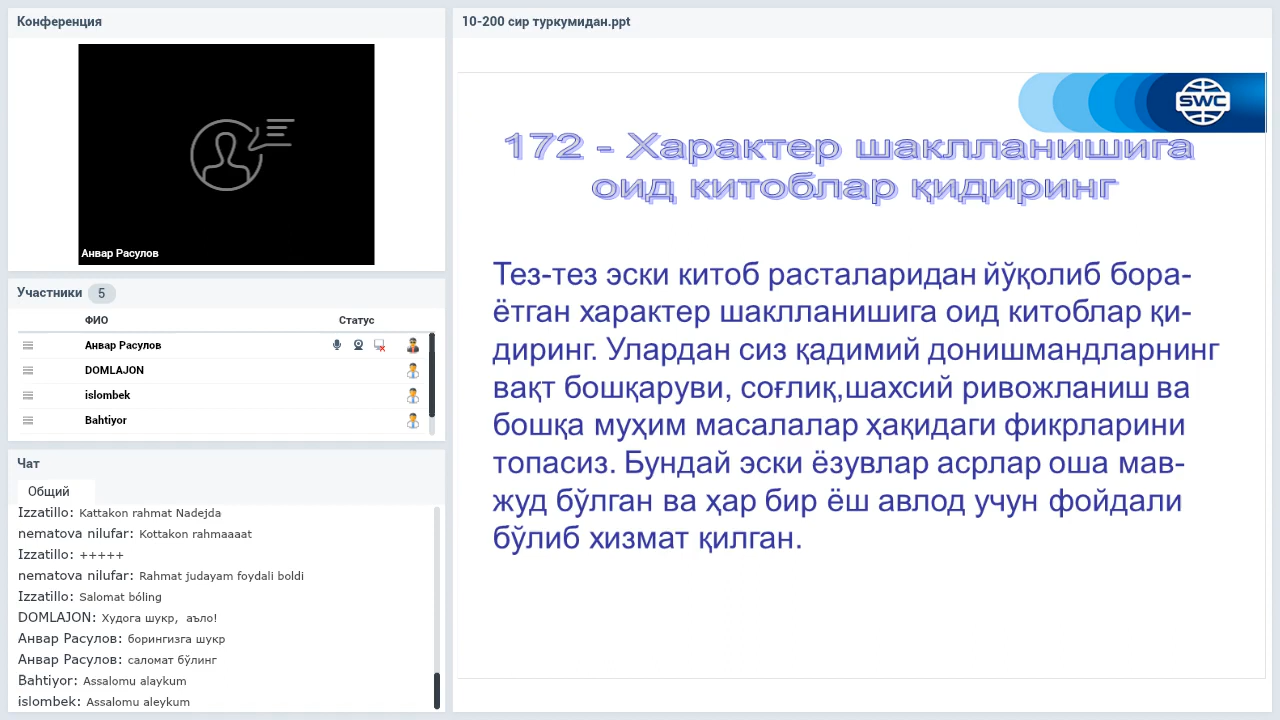 Конференция
Анвар Расулов
Участники 5
ФИО Статус
Анвар Расулов
DOMLAJON
islombek
Bahtiyor
Чат
Общий
Izzatillo: Kattakon rahmat Nadejda
nematova nilufar: Kottakon rahmaaaat
Izzatillo: +++++
nematova nilufar: Rahmat judayam foydali boldi
Izzatillo: Salomat bóling
DOMLAJON: Худога шукр, аъло!
Анвар Расулов: борингизга шукр
Анвар Расулов: саломат бўлинг
Bahtiyor: Assalomu alaykum
islombek: Assalomu aleykum
10-200 сир туркумидан.ppt
SWC
172 - Характер шаклланишига
оид китоблар қидиринг
Тез-тез эски китоб расталаридан йўқолиб бора-
ётган характер шаклланишига оид китоблар қи-
диринг. Улардан сиз қадимий донишмандларнинг
вақт бошқаруви, соғлиқ,шахсий ривожланиш ва
бошқа муҳим масалалар ҳақидаги фикрларини
топасиз. Бундай эски ёзувлар асрлар оша мав-
жуд бўлган ва ҳар бир ёш авлод учун фойдали
бўлиб хизмат қилган.